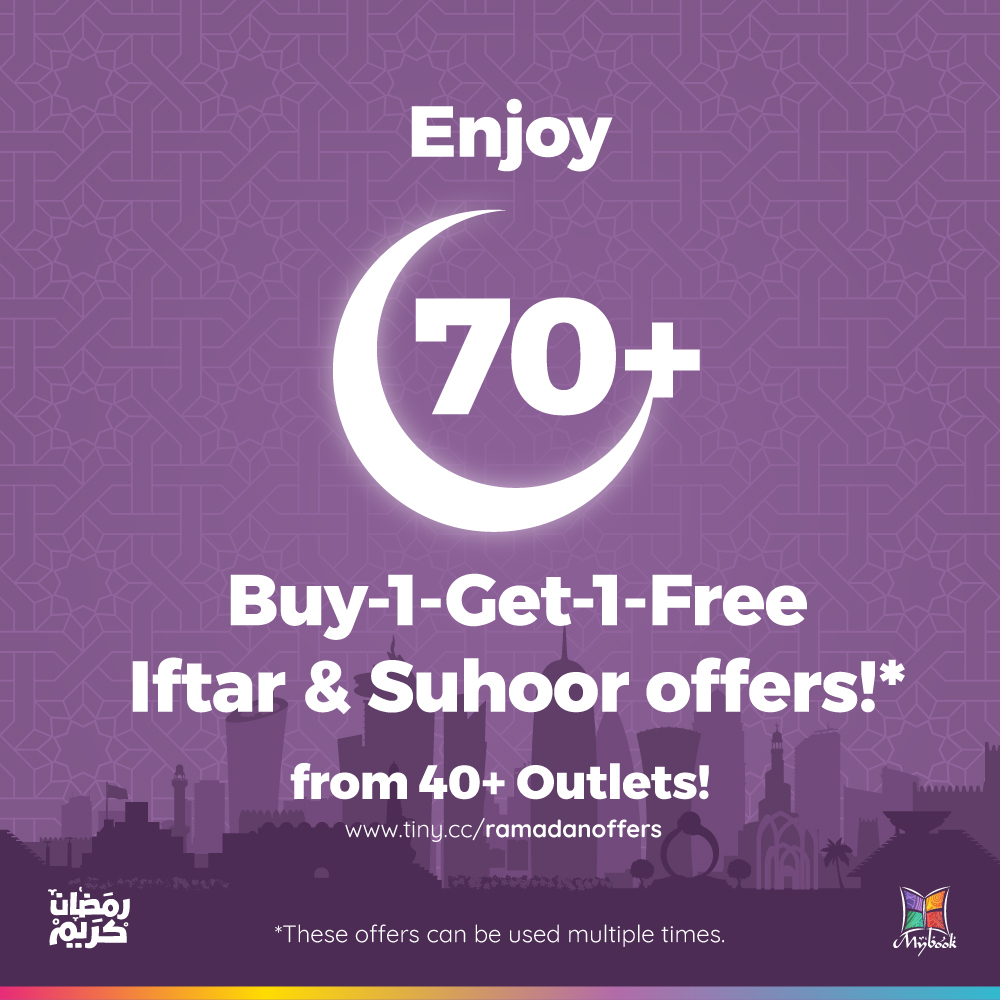 Enjoy
70+
Buy-1-Get-1-Free
Iftar & Suhoor offers!*
from 40+ Outlets!
www.tiny.cc/ramadanoffers
رمضان
كريم
*These offers can be used multiple times.
Mybook